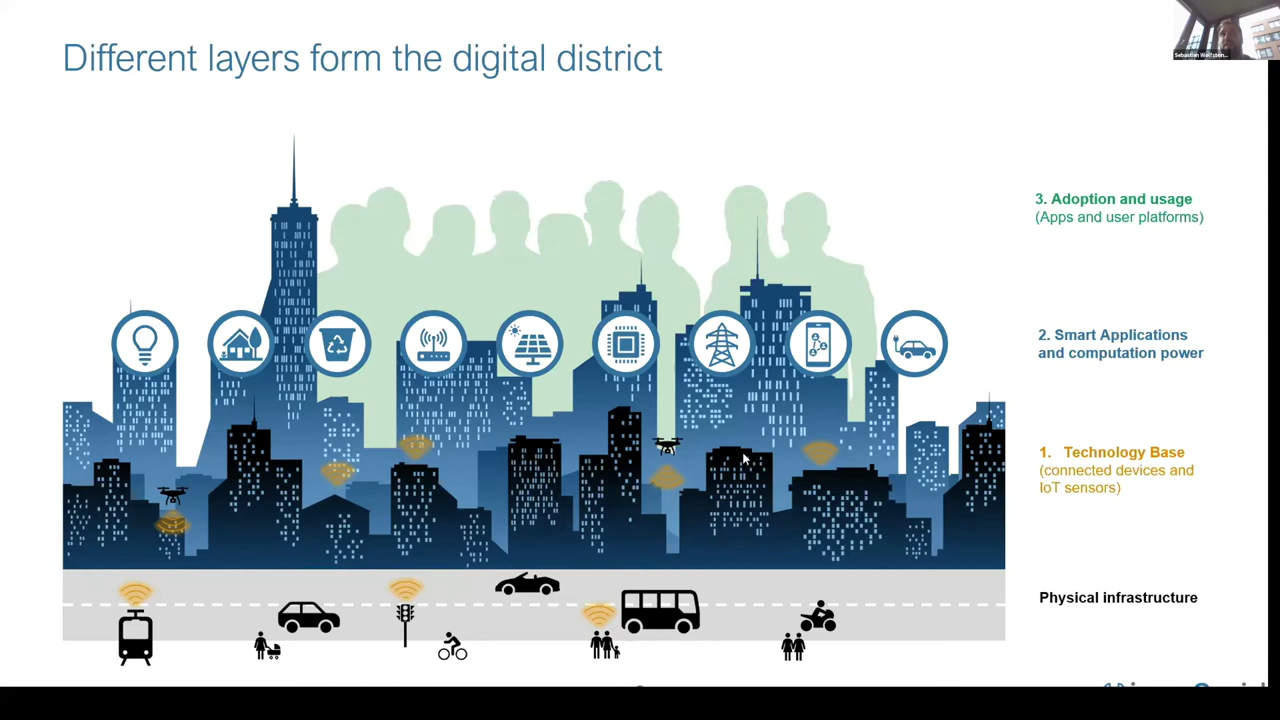 Different layers form the digital district
3. Adoption and usage
(Apps and user platforms)
2. Smart Applications
and computation power
1. Technology Base
(connected devices and
IoT sensors)
Physical infrastructure